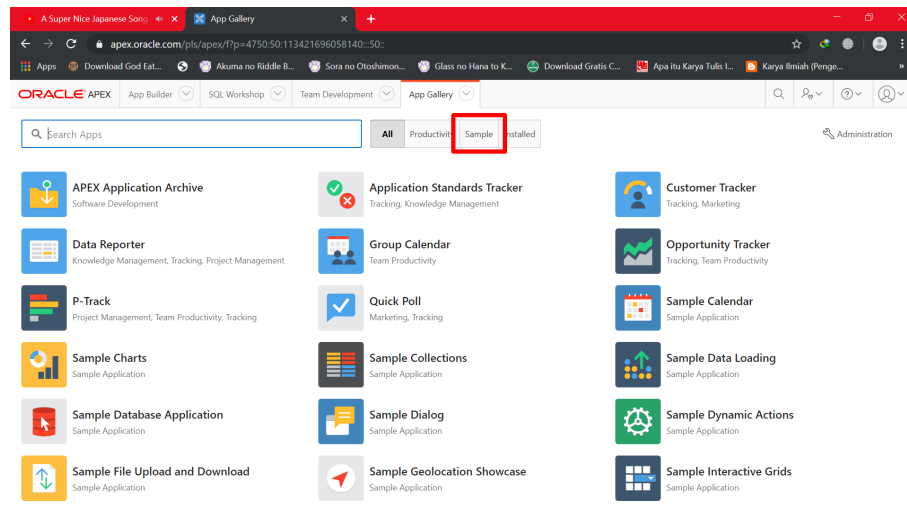 A Super Nice Japanese Song
App Gallery
apex.oracle.com/pls/apex/f?p=4750:50:113421696058140:::50::
Apps Download God Eat... Akuma no Riddle B... Sora no Otoshimon... Glass no Hana to K... Download Gratis C... Apa itu Karya Tulis I... Karya Ilmiah (Penge... »
ORACLE APEX App Builder SQL Workshop Team Development App Gallery
Search Apps All Productivity Sample Installed Administration
APEX Application Archive Application Standards Tracker Customer Tracker
Software Development Tracking, Knowledge Management Tracking, Marketing
Data Reporter Group Calendar Opportunity Tracker
Knowledge Management, Tracking, Project Management Team Productivity Tracking, Team Productivity
P-Track Quick Poll Sample Calendar
Project Management, Team Productivity, Tracking Marketing, Tracking Sample Application
Sample Charts Sample Collections Sample Data Loading
Sample Application Sample Application Sample Application
Sample Database Application Sample Dialog Sample Dynamic Actions
Sample Application Sample Application Sample Application
Sample File Upload and Download Sample Geolocation Showcase Sample Interactive Grids
Sample Application Sample Application Sample Application